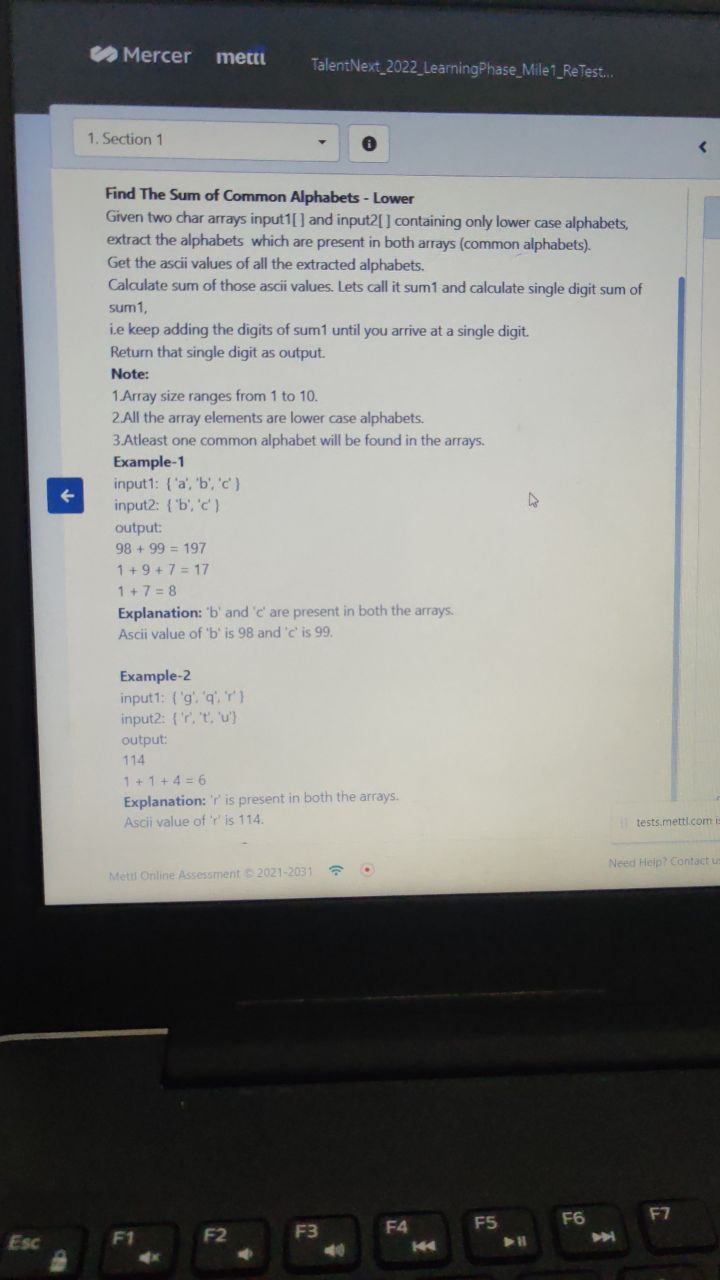 Mercer mettl
TalentNext_2022_LearningPhase_Mile1_ReTest...
1. Section 1
Find The Sum of Common Alphabets - Lower
Given two char arrays input1[ ] and input2[ ] containing only lower case alphabets,
extract the alphabets which are present in both arrays (common alphabets).
Get the ascii values of all the extracted alphabets.
Calculate sum of those ascii values. Lets call it sum1 and calculate single digit sum of
sum1,
i.e keep adding the digits of sum1 until you arrive at a single digit.
Return that single digit as output.
Note:
1.Array size ranges from 1 to 10.
2.All the array elements are lower case alphabets.
3.Atleast one common alphabet will be found in the arrays.
Example-1
input1: { 'a', 'b', 'c' }
input2: { 'b', 'c' }
output:
98 + 99 = 197
1 + 9 + 7 = 17
1 + 7 = 8
Explanation: 'b' and 'c' are present in both the arrays.
Ascii value of 'b' is 98 and 'c' is 99.
Example-2
input1: { 'g', 'q', 'r' }
input2: { 'r', 't', 'u'}
output:
114
1 + 1 + 4 = 6
Explanation: 'r' is present in both the arrays.
Ascii value of 'r' is 114.
tests.mettl.com i
Mettl Online Assessment © 2021-2031
Need Help? Contact u
Esc F1 F2 F3 F4 F5 F6 F7